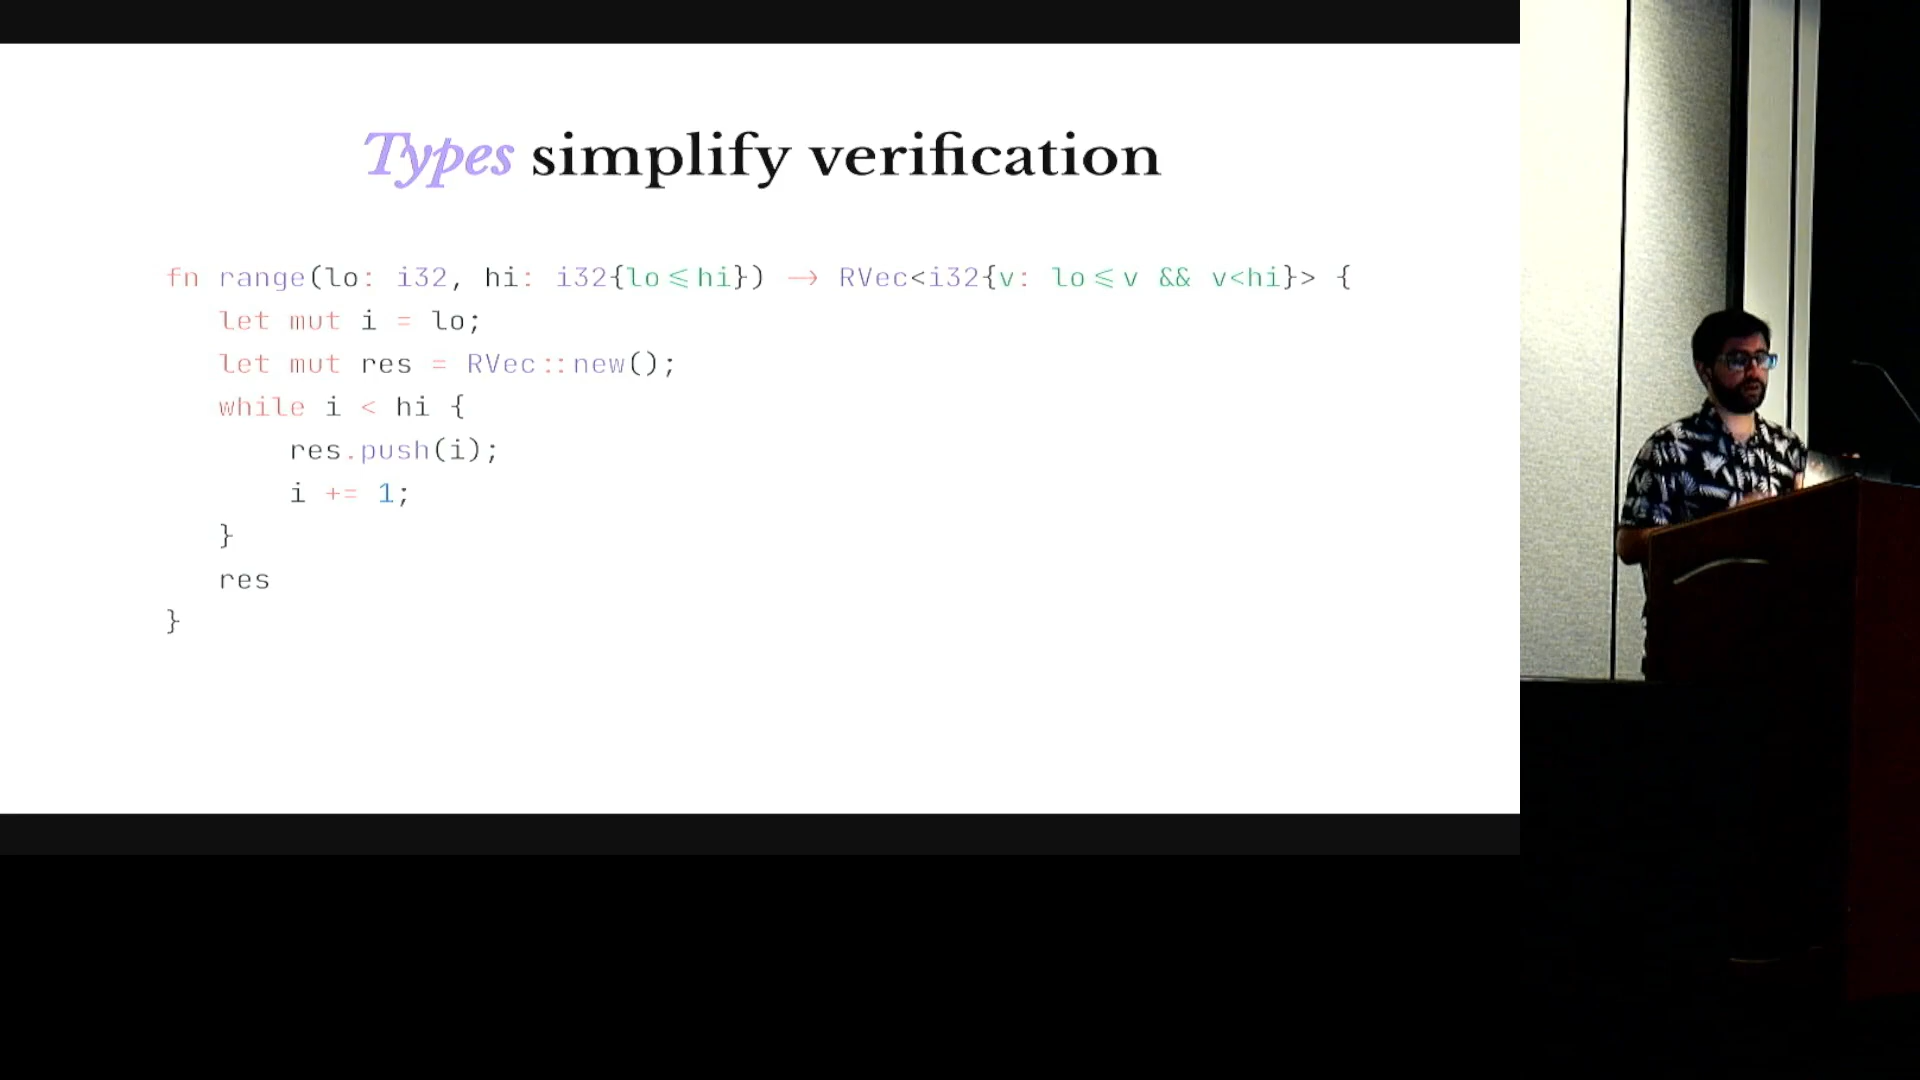 Types simplify verification
fn range(lo: i32, hi: i32{lo⩽hi}) → RVec<i32{v: lo⩽v && v<hi}> {
let mut i = lo;
let mut res = RVec::new();
while i < hi {
res.push(i);
i += 1;
}
res
}